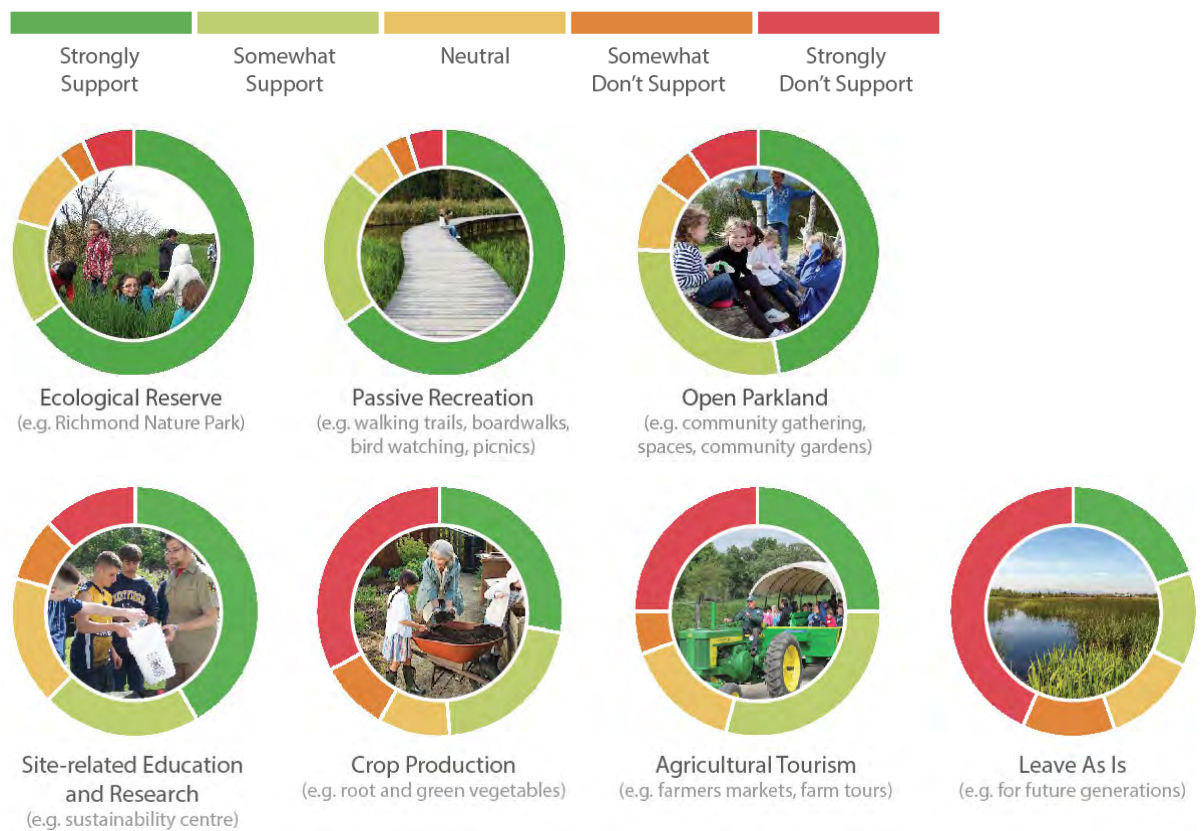 Strongly
Support
Somewhat
Support
Neutral
Somewhat
Don't Support
Strongly
Don't Support
Ecological Reserve
(e.g. Richmond Nature Park)
Passive Recreation
(e.g. walking trails, boardwalks,
bird watching, picnics)
Open Parkland
(e.g. community gathering,
spaces, community gardens)
Site-related Education
and Research
(e.g. sustainability centre)
Crop Production
(e.g. root and green vegetables)
Agricultural Tourism
(e.g. farmers markets, farm tours)
Leave As Is
(e.g. for future generations)